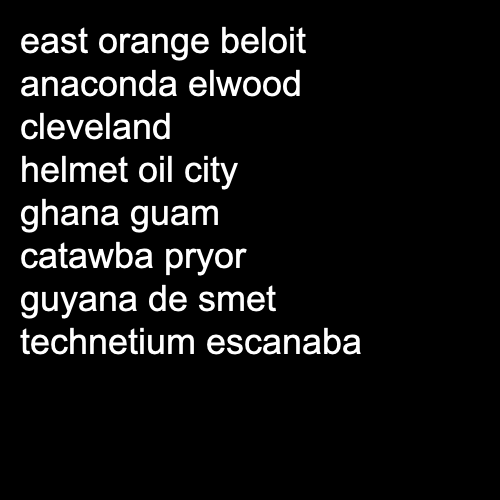 east orange beloit
anaconda elwood
cleveland
helmet oil city
ghana guam
catawba pryor
guyana de smet
technetium escanaba